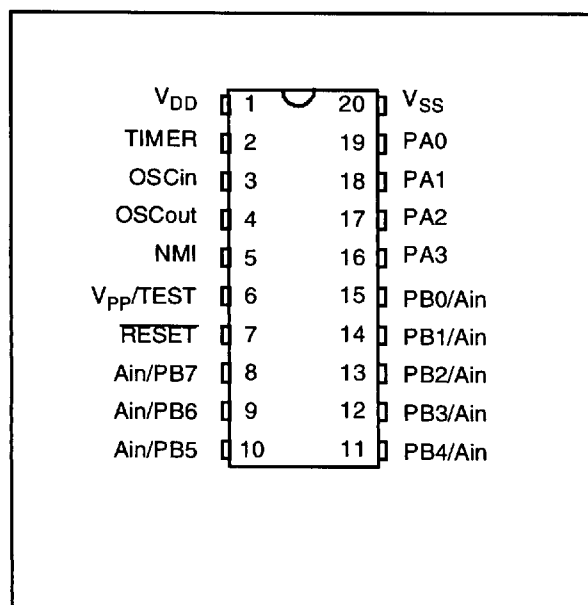 VDD 1 20 VSS
TIMER 2 19 PA0
OSCin 3 18 PA1
OSCout 4 17 PA2
NMI 5 16 PA3
VPP/TEST 6 15 PB0/Ain
RESET 7 14 PB1/Ain
Ain/PB7 8 13 PB2/Ain
Ain/PB6 9 12 PB3/Ain
Ain/PB5 10 11 PB4/Ain